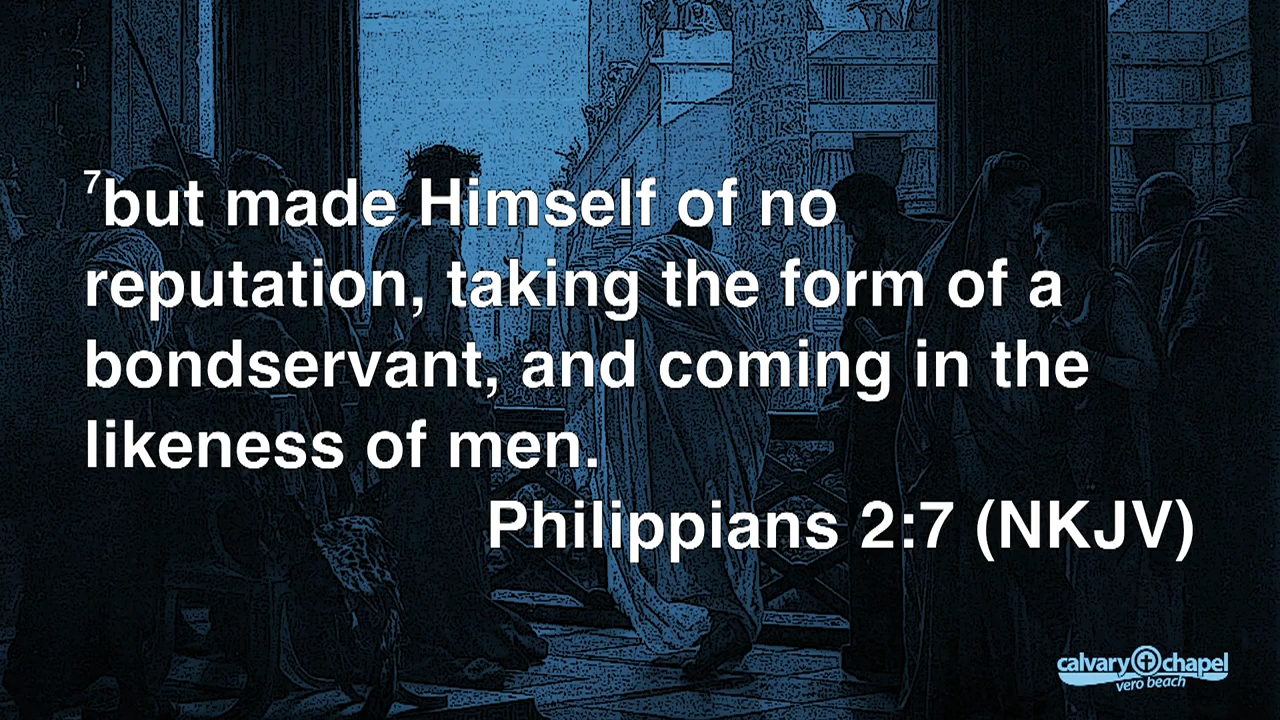 7but made Himself of no
reputation, taking the form of a
bondservant, and coming in the
likeness of men.
Philippians 2:7 (NKJV)
calvary chapel
vero beach